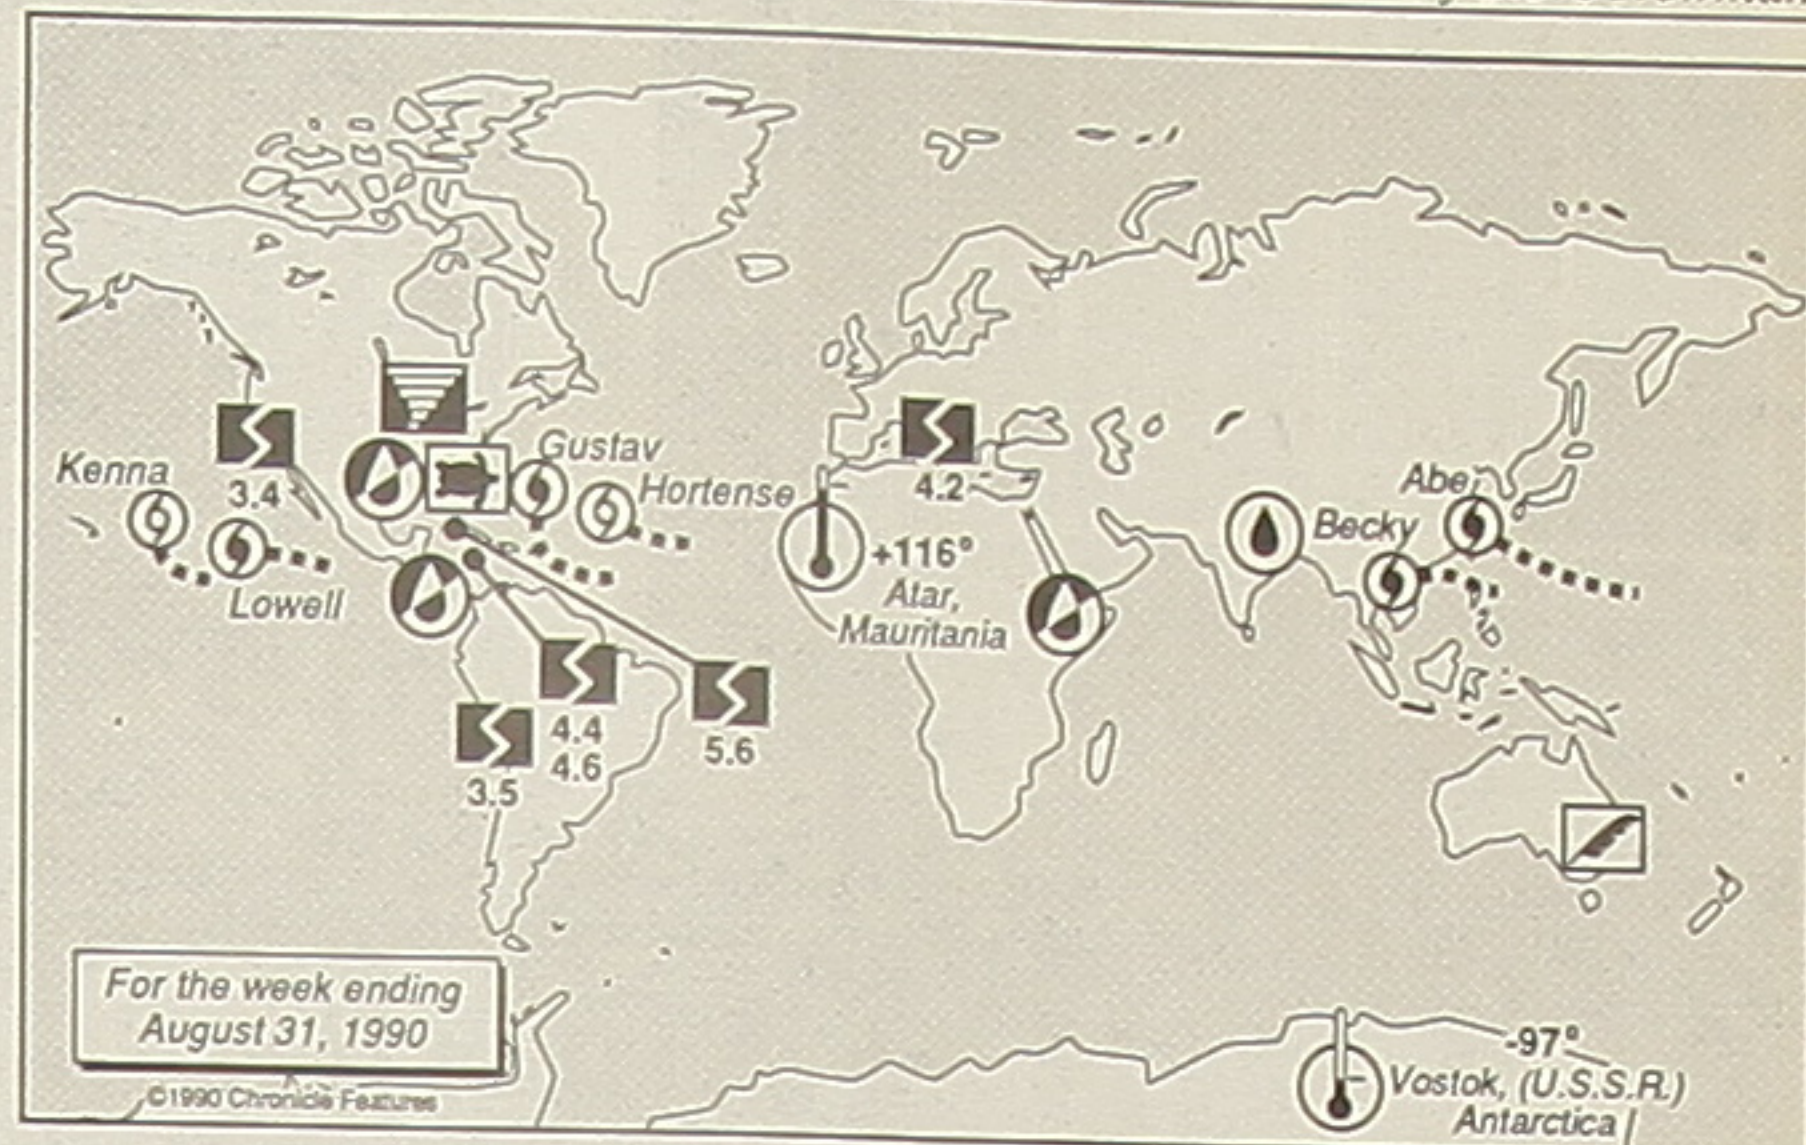 Kenna
Lowell
3.4
Gustav
Hortense
4.4
4.6
3.5
5.6
4.2
+116°
Atar,
Mauritania
Becky
Abe
For the week ending
August 31, 1990
©1990 Chronicle Features
-97°
Vostok, (U.S.S.R.)
Antarctica